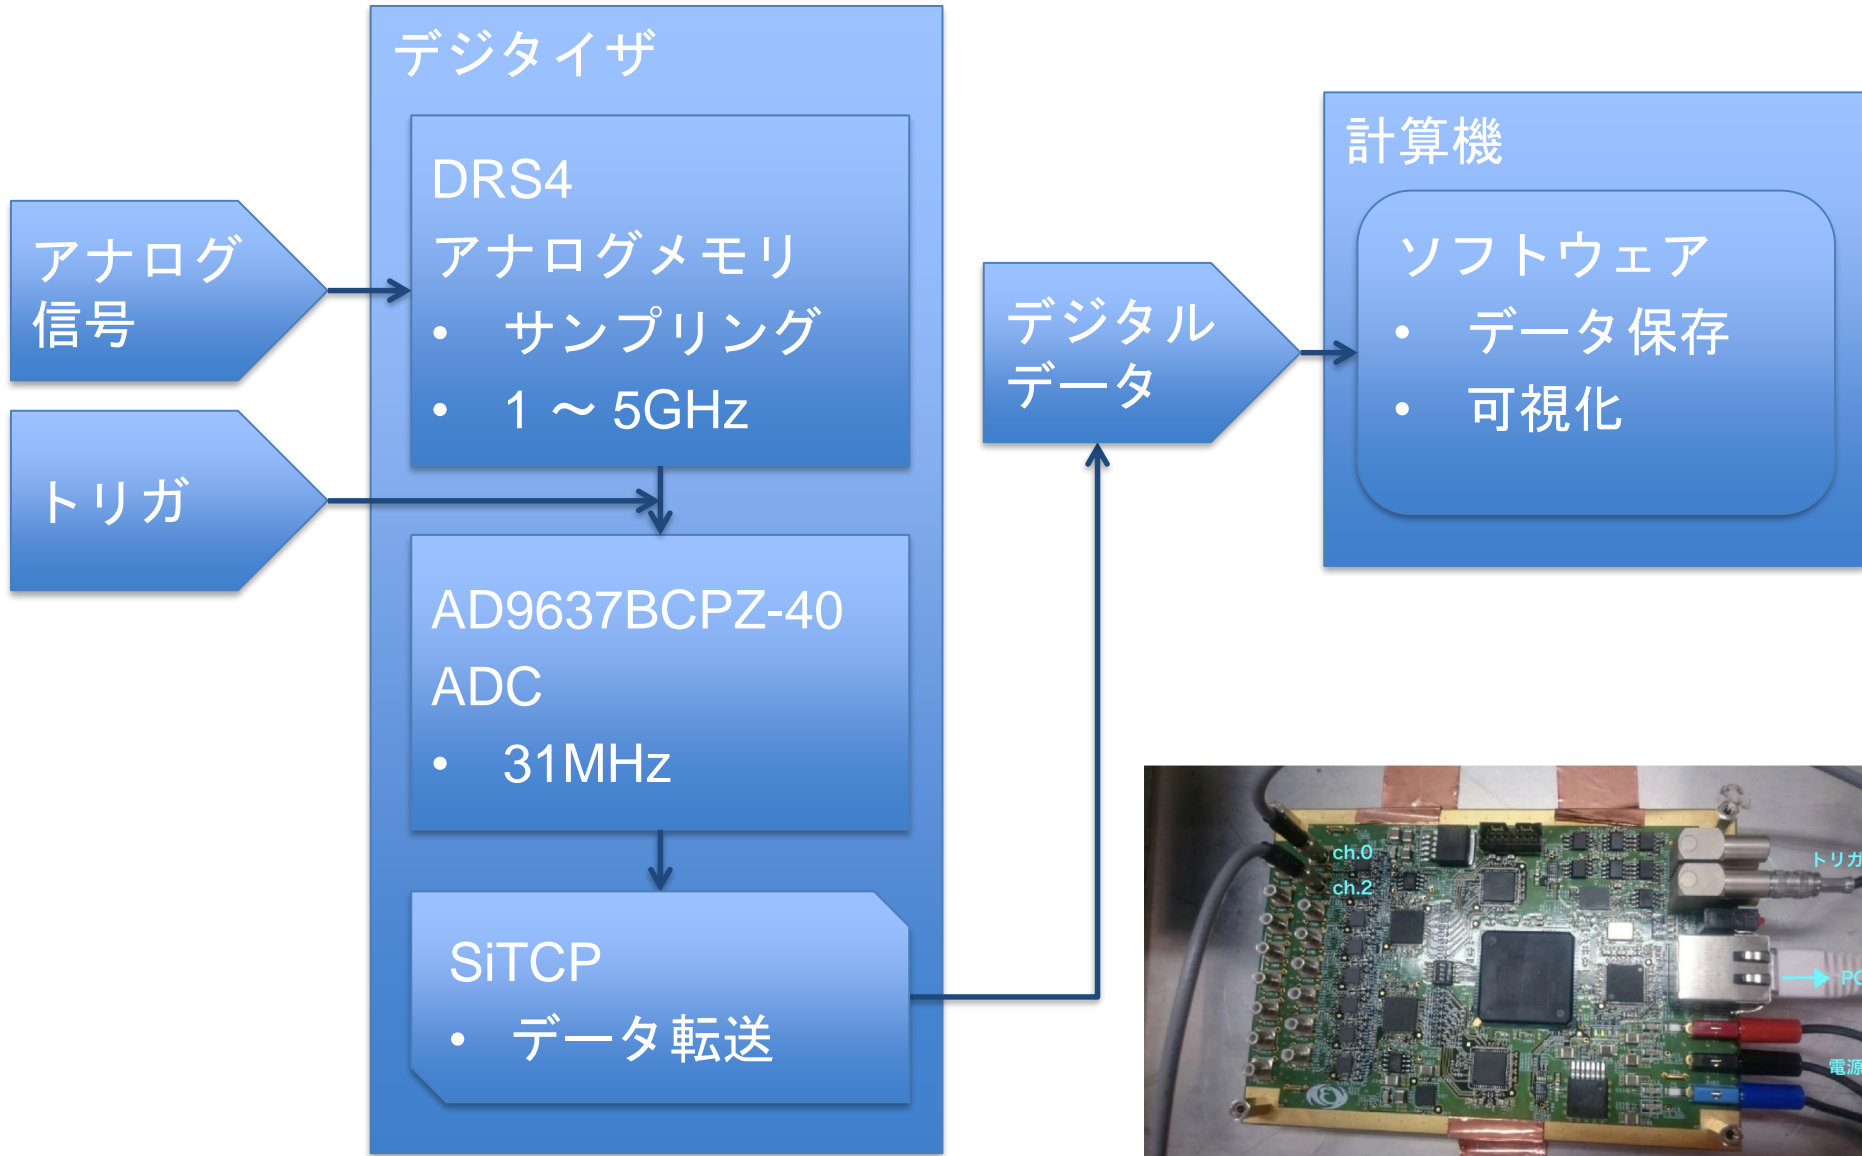 デジタイザ
DRS4
アナログメモリ
• サンプリング
• 1 ～ 5GHz
アナログ
信号
トリガ
AD9637BCPZ-40
ADC
• 31MHz
SiTCP
• データ転送
デジタル
データ
計算機
ソフトウェア
• データ保存
• 可視化
ch.0
ch.2
トリガ
PC
電源